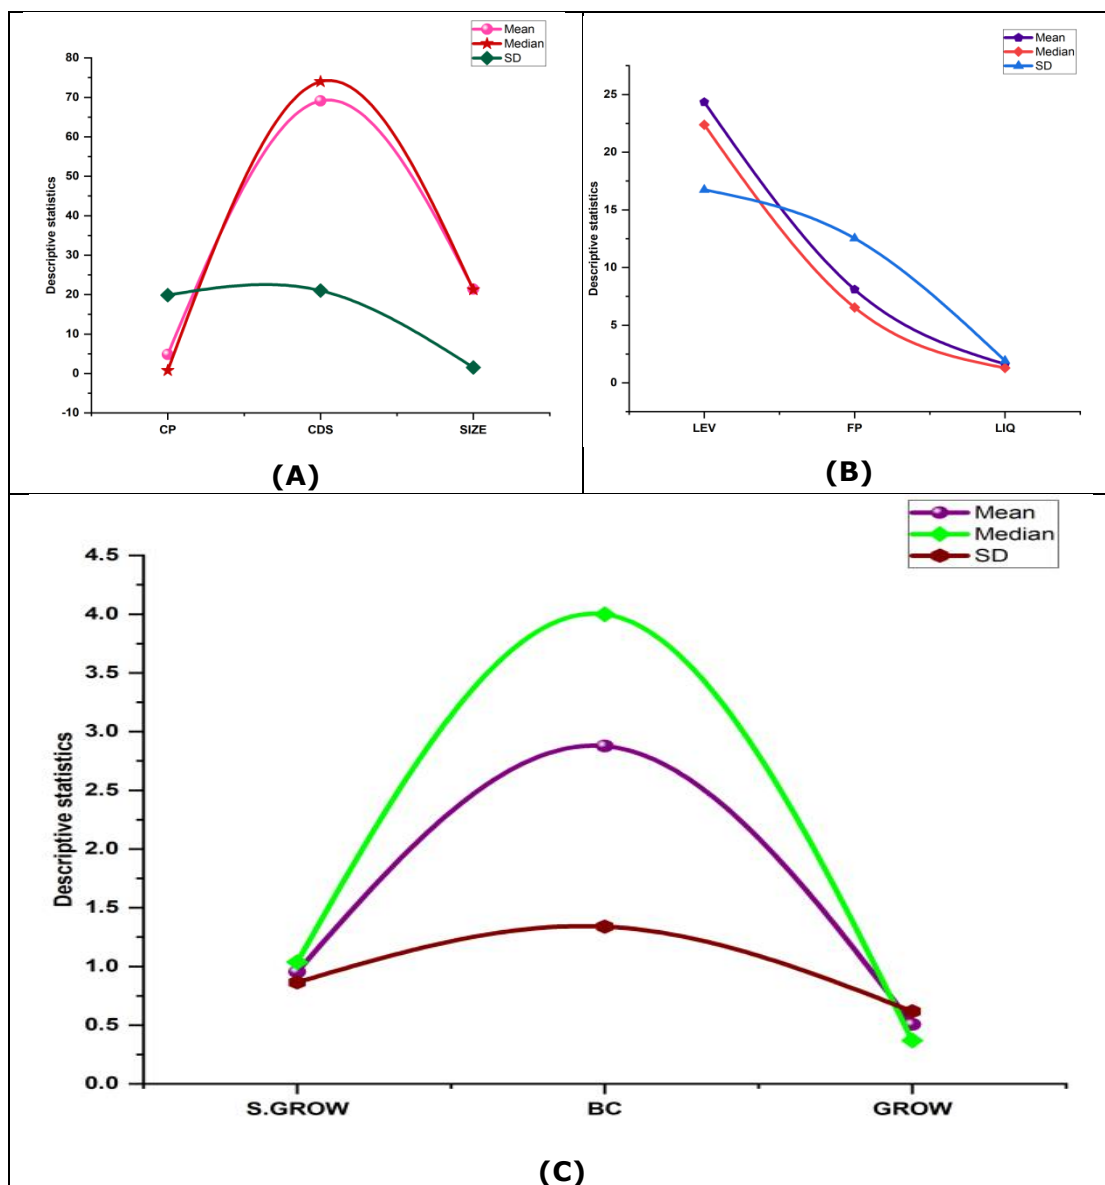 Mean
Median
SD
80
70
60
50
40
30
20
10
0
-10
Descriptive statistics
CP
CDS
SIZE
(A)
Mean
Median
SD
25
20
15
10
5
0
Descriptive statistics
LEV
FP
LIQ
(B)
Mean
Median
SD
4.5
4.0
3.5
3.0
2.5
2.0
1.5
1.0
0.5
0.0
Descriptive statistics
S.GROW
BC
GROW
(C)